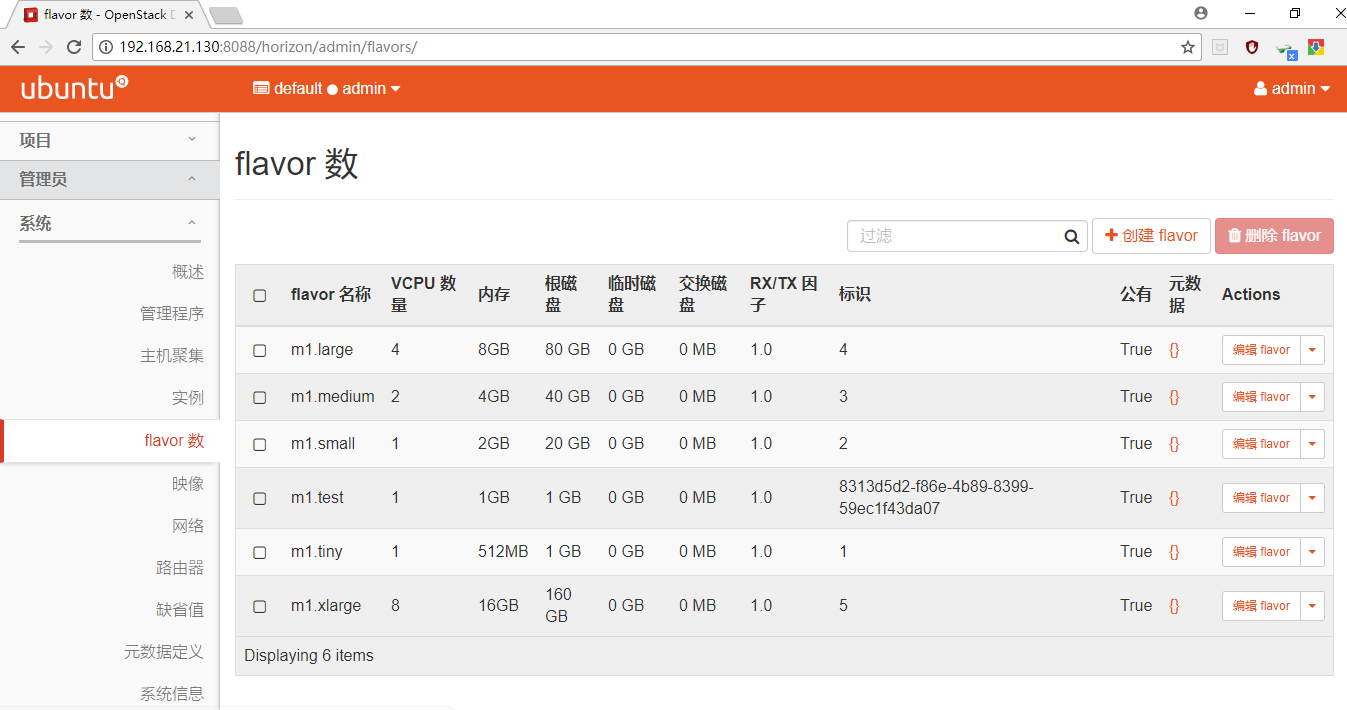 flavor 数 - OpenStack D
192.168.21.130:8088/horizon/admin/flavors/
ubuntu
default admin
admin
项目
管理员
系统
概述
管理程序
主机聚集
实例
flavor 数
映像
网络
路由器
缺省值
元数据定义
系统信息
flavor 数
过滤
创建 flavor
删除 flavor
flavor 名称 VCPU 数量 内存 根磁盘 临时磁盘 交换磁盘 RX/TX 因子 标识 公有 元数据 Actions
m1.large 4 8GB 80 GB 0 GB 0 MB 1.0 4 True {} 编辑 flavor
m1.medium 2 4GB 40 GB 0 GB 0 MB 1.0 3 True {} 编辑 flavor
m1.small 1 2GB 20 GB 0 GB 0 MB 1.0 2 True {} 编辑 flavor
m1.test 1 1GB 1 GB 0 GB 0 MB 1.0 8313d5d2-f86e-4b89-8399-59ec1f43da07 True {} 编辑 flavor
m1.tiny 1 512MB 1 GB 0 GB 0 MB 1.0 1 True {} 编辑 flavor
m1.xlarge 8 16GB 160 GB 0 GB 0 MB 1.0 5 True {} 编辑 flavor
Displaying 6 items